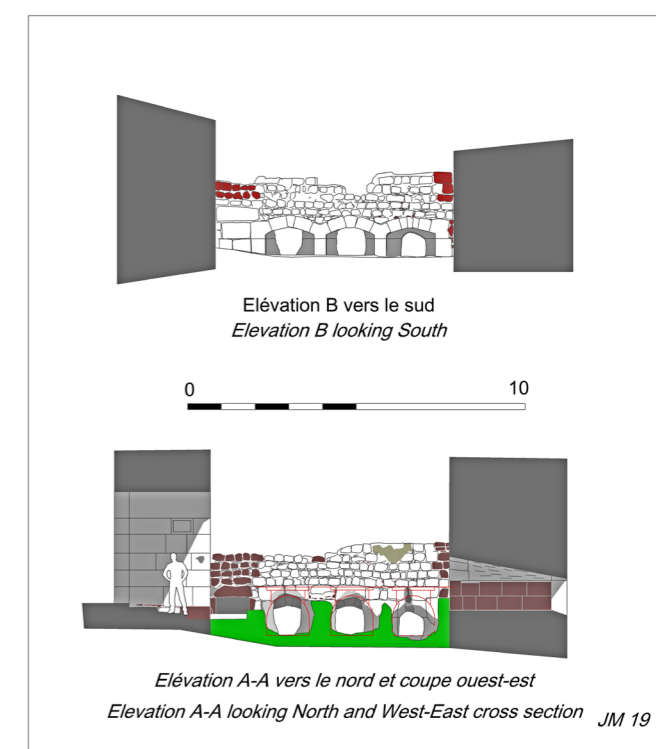 Elévation B vers le sud
Elevation B looking South
0 10
Elévation A-A vers le nord et coupe ouest-est
Elevation A-A looking North and West-East cross section JM 19